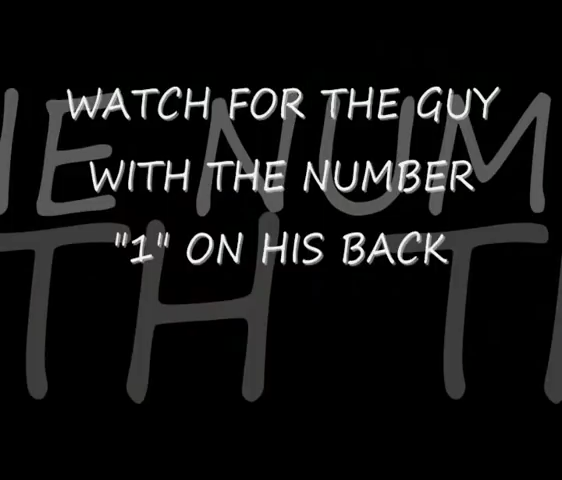 WATCH FOR THE GUY
WITH THE NUMBER
"1" ON HIS BACK